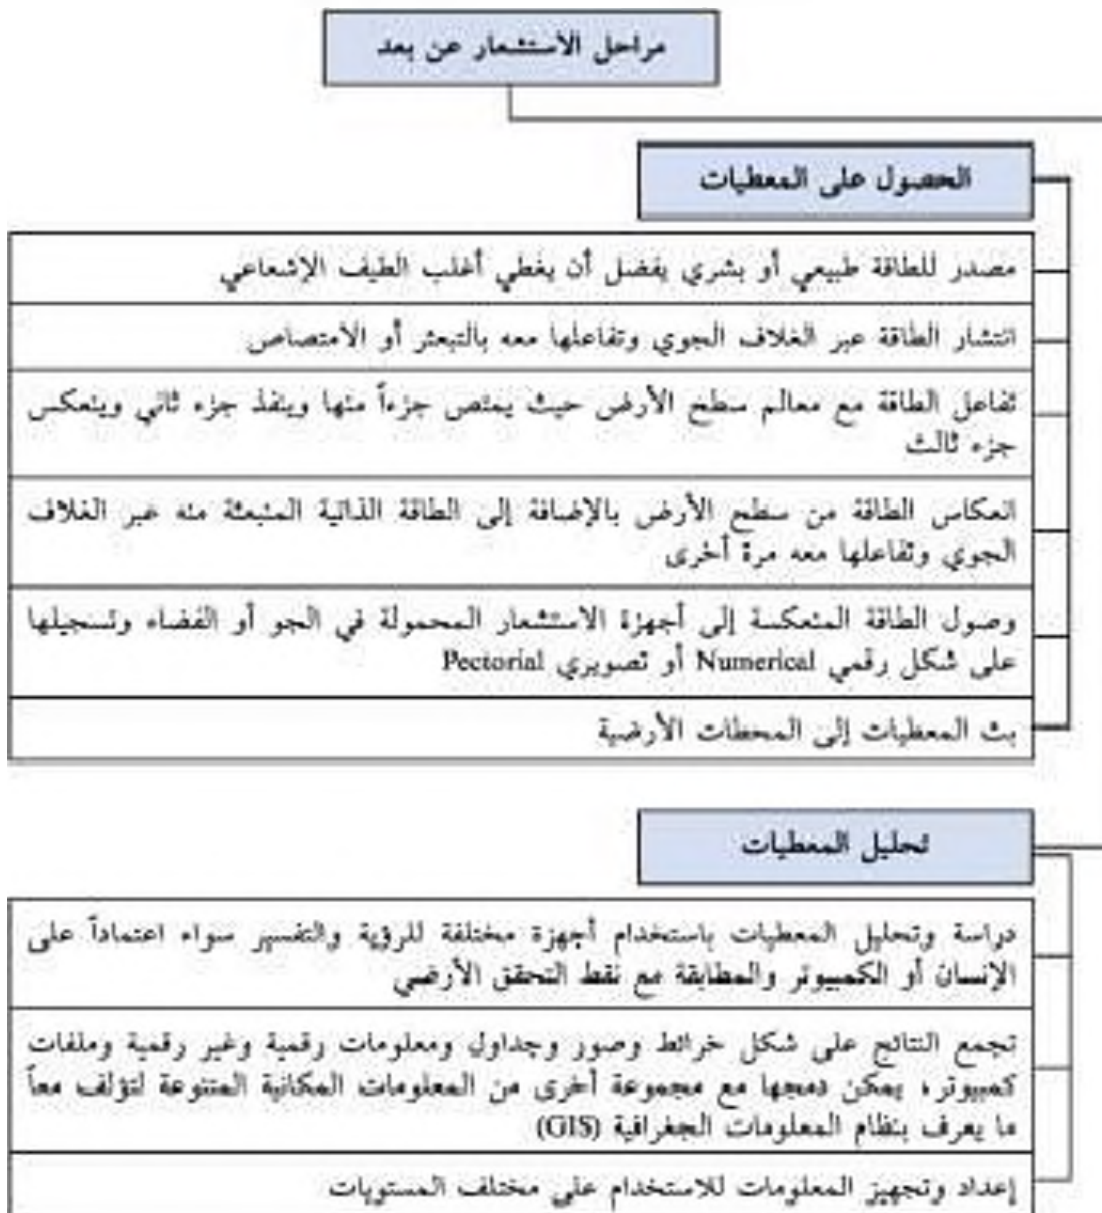 مراحل الاستشعار عن بعد
الحصول على المعطيات
مصدر للطاقة طبيعي أو بشري يفضل أن يغطي أغلب الطيف الإشعاعي
انتشار الطاقة عبر الغلاف الجوي وتفاعلها معه بالتبعثر أو الامتصاص
تفاعل الطاقة مع معالم سطح الأرض حيث يمتص جزءاً منها وينفذ جزء ثاني وينعكس
جزء ثالث
انعكاس الطاقة من سطح الأرض بالإضافة إلى الطاقة الذاتية المنبعثة منه عبر الغلاف
الجوي وتفاعلها معه مرة أخرى
وصول الطاقة المنعكسة إلى أجهزة الاستشعار المحمولة في الجو أو الفضاء وتسجيلها
على شكل رقمي Numerical أو تصويري Pectorial
بث المعطيات إلى المحطات الأرضية
تحليل المعطيات
دراسة وتحليل المعطيات باستخدام أجهزة مختلفة للرؤية والتفسير سواء اعتماداً على
الإنسان أو الكمبيوتر والمطابقة مع نقط التحقق الأرضي
تجمع النتائج على شكل خرائط وصور وجداول ومعلومات رقمية وغير رقمية وملفات
كمبيوتر، يمكن دمجها مع مجموعة أخرى من المعلومات المكانية المتنوعة لتؤلف معاً
ما يعرف بنظام المعلومات الجغرافية (GIS)
إعداد وتجهيز المعلومات للاستخدام على مختلف المستويات